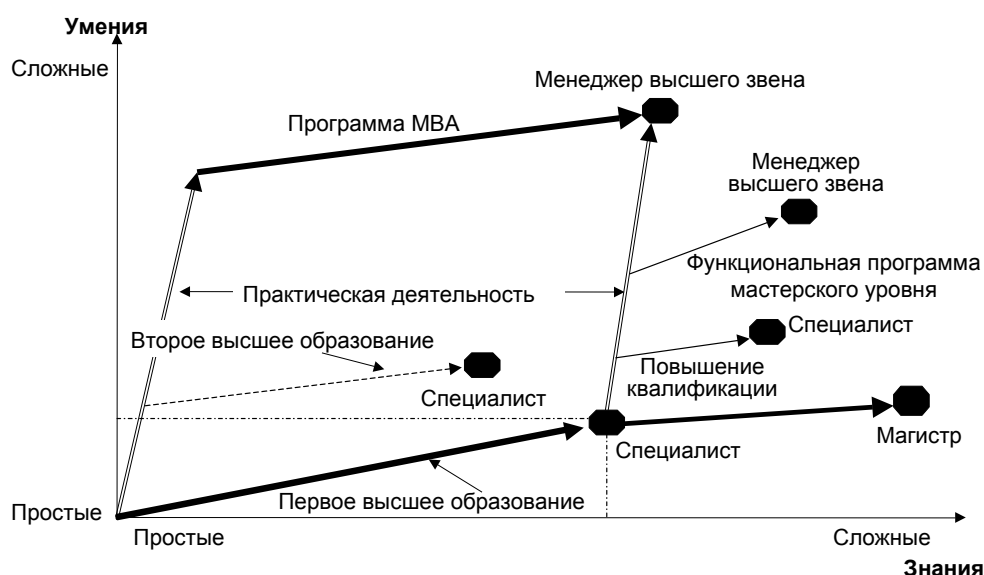 Умения
Сложные
Менеджер высшего звена
Программа МВА
Менеджер
высшего звена
Функциональная программа
мастерского уровня
Практическая деятельность
Специалист
Второе высшее образование
Повышение
квалификации
Специалист
Магистр
Специалист
Первое высшее образование
Простые
Простые
Сложные
Знания